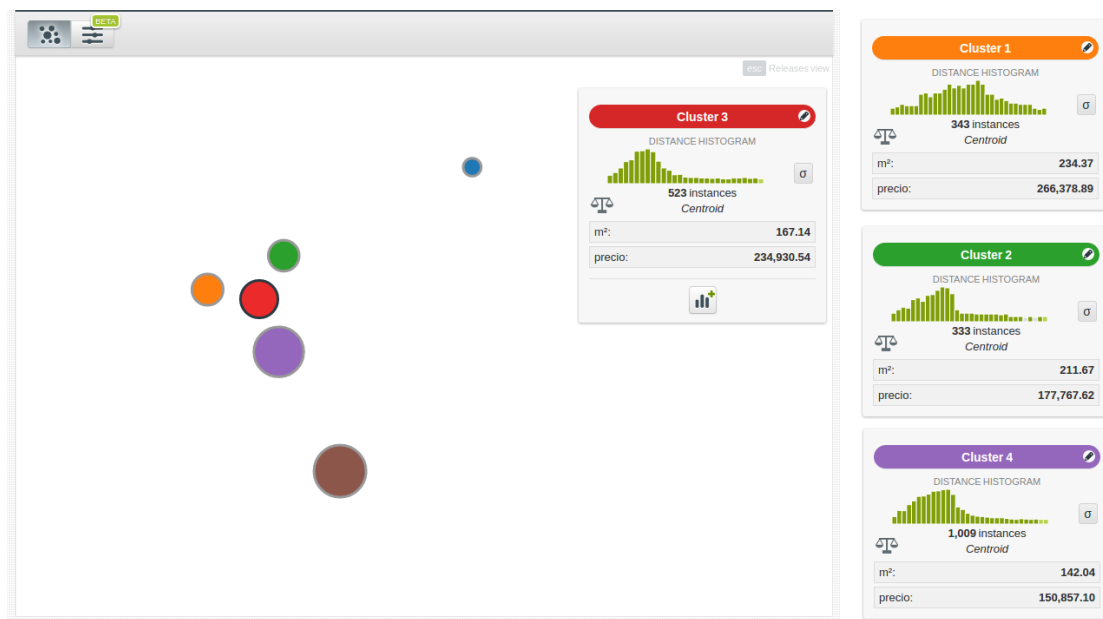 BETA
esc Releases view
Cluster 3
DISTANCE HISTOGRAM
σ
523 instances
Centroid
m²: 167.14
precio: 234,930.54
Cluster 1
DISTANCE HISTOGRAM
σ
343 instances
Centroid
m²: 234.37
precio: 266,378.89
Cluster 2
DISTANCE HISTOGRAM
σ
333 instances
Centroid
m²: 211.67
precio: 177,767.62
Cluster 4
DISTANCE HISTOGRAM
σ
1,009 instances
Centroid
m²: 142.04
precio: 150,857.10